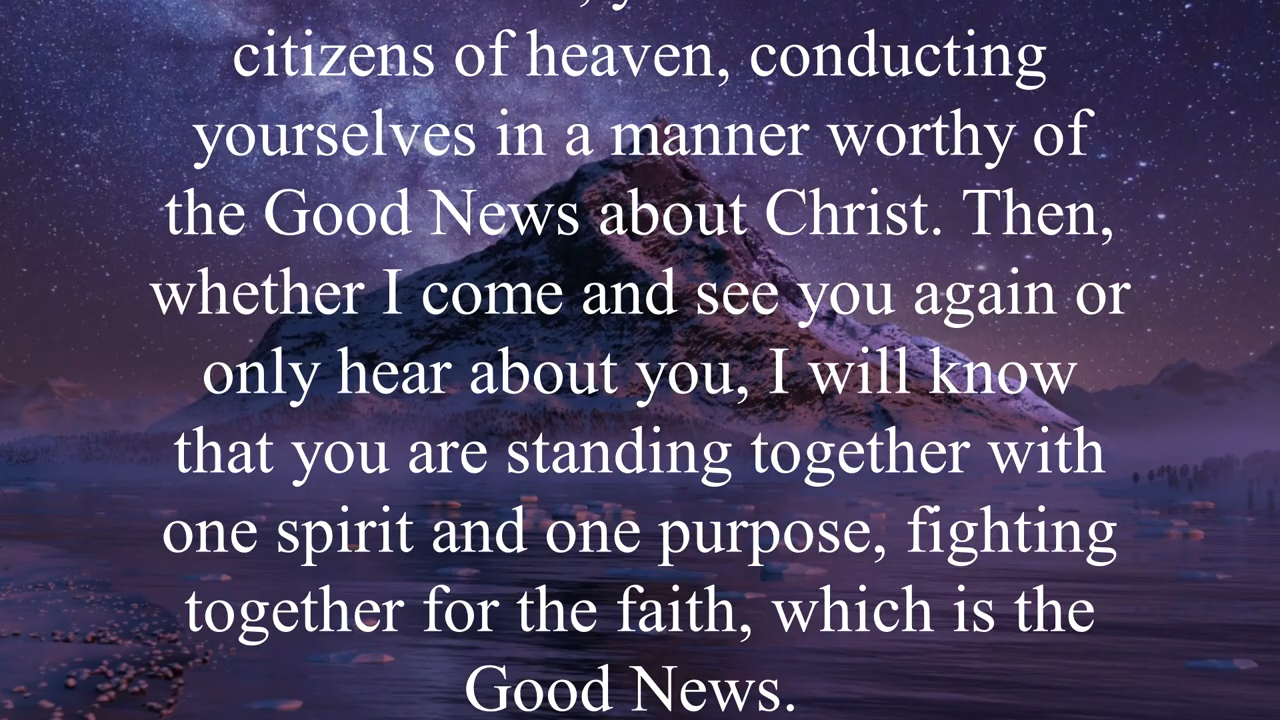 citizens of heaven, conducting
yourselves in a manner worthy of
the Good News about Christ. Then,
whether I come and see you again or
only hear about you, I will know
that you are standing together with
one spirit and one purpose, fighting
together for the faith, which is the
Good News.